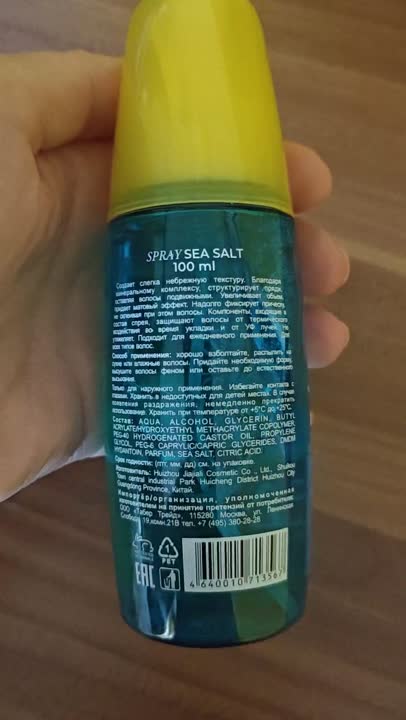 SPRAY SEA SALT
100 ml
Создает слегка небрежную текстуру. Благодаря
минеральному комплексу, структурирует пряди,
оставляя волосы подвижными. Увеличивает объем,
придает матовый эффект. Надолго фиксирует прическу
не склеивая при этом волосы. Компоненты, входящие в
состав спрея, защищают волосы от термического
воздействия во время укладки и от УФ лучей. Не
утяжеляет. Подходит для ежедневного применения. Для
всех типов волос.
Способ применения: хорошо взболтайте, распылить на
сухие или влажные волосы. Придайте необходимую форму,
высушите волосы феном или оставьте до естественного
высыхания.
Только для наружного применения. Избегайте контакта с
глазами. Хранить в недоступных для детей местах. В случае
появления раздражения, немедленно прекратить
использование. Хранить при температуре от +5°C до +25°C.
Состав: AQUA, ALCOHOL, GLYCERIN, BUTYL
ACRYLATE/HYDROXYETHYL METHACRYLATE COPOLYMER,
PEG-40 HYDROGENATED CASTOR OIL, PROPYLENE
GLYCOL, PEG-6 CAPRYLIC/CAPRIC GLYCERIDES, DMDM
HYDANTOIN, PARFUM, SEA SALT, CITRIC ACID.
Срок годности: (гггг, мм, дд) см. на упаковке.
Изготовитель: Huizhou Jiajiali Cosmetic Co., Ltd., Shuikou
Town central industrial Park Huicheng District Huizhou City
Guangdong Province, Китай.
Импортёр/организация, уполномоченная
изготовителем на принятие претензий от потребителя:
ООО «Табер Трейд», 115280 Москва, ул. Ленинская
Слобода, 19,комн.21В тел. +7 (495) 380-28-28
1
PET
EAC
4 640010 71356